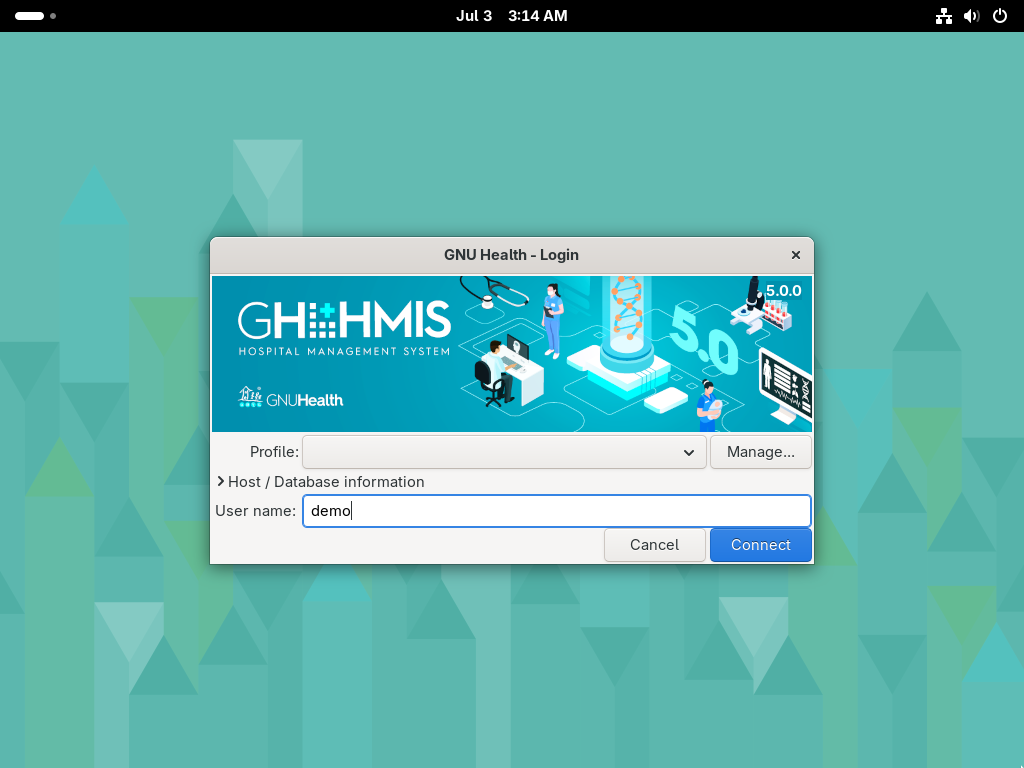 Jul 3 3:14 AM
GNU Health - Login
5.0.0
GH HMIS
HOSPITAL MANAGEMENT SYSTEM
5.0
GNUHealth
Profile:
Manage...
Host / Database information
User name: demo
Cancel Connect